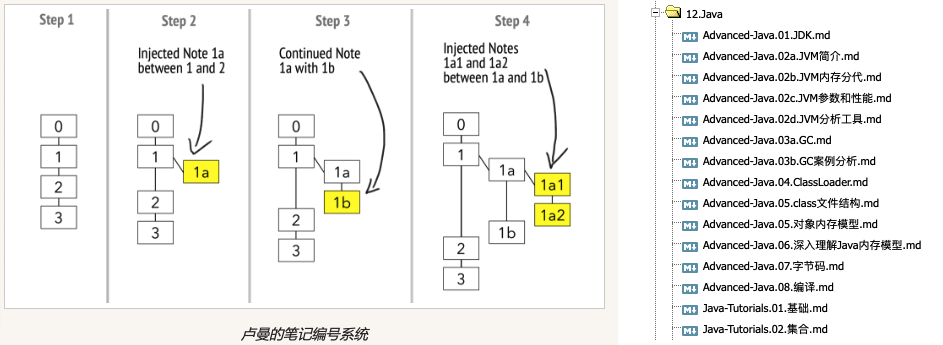 Step 1
Step 2
Step 3
Step 4
Injected Note 1a
between 1 and 2
Continued Note
1a with 1b
Injected Notes
1a1 and 1a2
between 1a and 1b
0
1
2
3
0
1
1a
2
3
0
1
1a
1b
2
3
0
1
1a
1a1
1a2
1b
2
3
卢曼的笔记编号系统
12.Java
Advanced-Java.01.JDK.md
Advanced-Java.02a.JVM简介.md
Advanced-Java.02b.JVM内存分代.md
Advanced-Java.02c.JVM参数和性能.md
Advanced-Java.02d.JVM分析工具.md
Advanced-Java.03a.GC.md
Advanced-Java.03b.GC案例分析.md
Advanced-Java.04.ClassLoader.md
Advanced-Java.05.class文件结构.md
Advanced-Java.05.对象内存模型.md
Advanced-Java.06.深入理解Java内存模型.md
Advanced-Java.07.字节码.md
Advanced-Java.08.编译.md
Java-Tutorials.01.基础.md
Java-Tutorials.02.集合.md